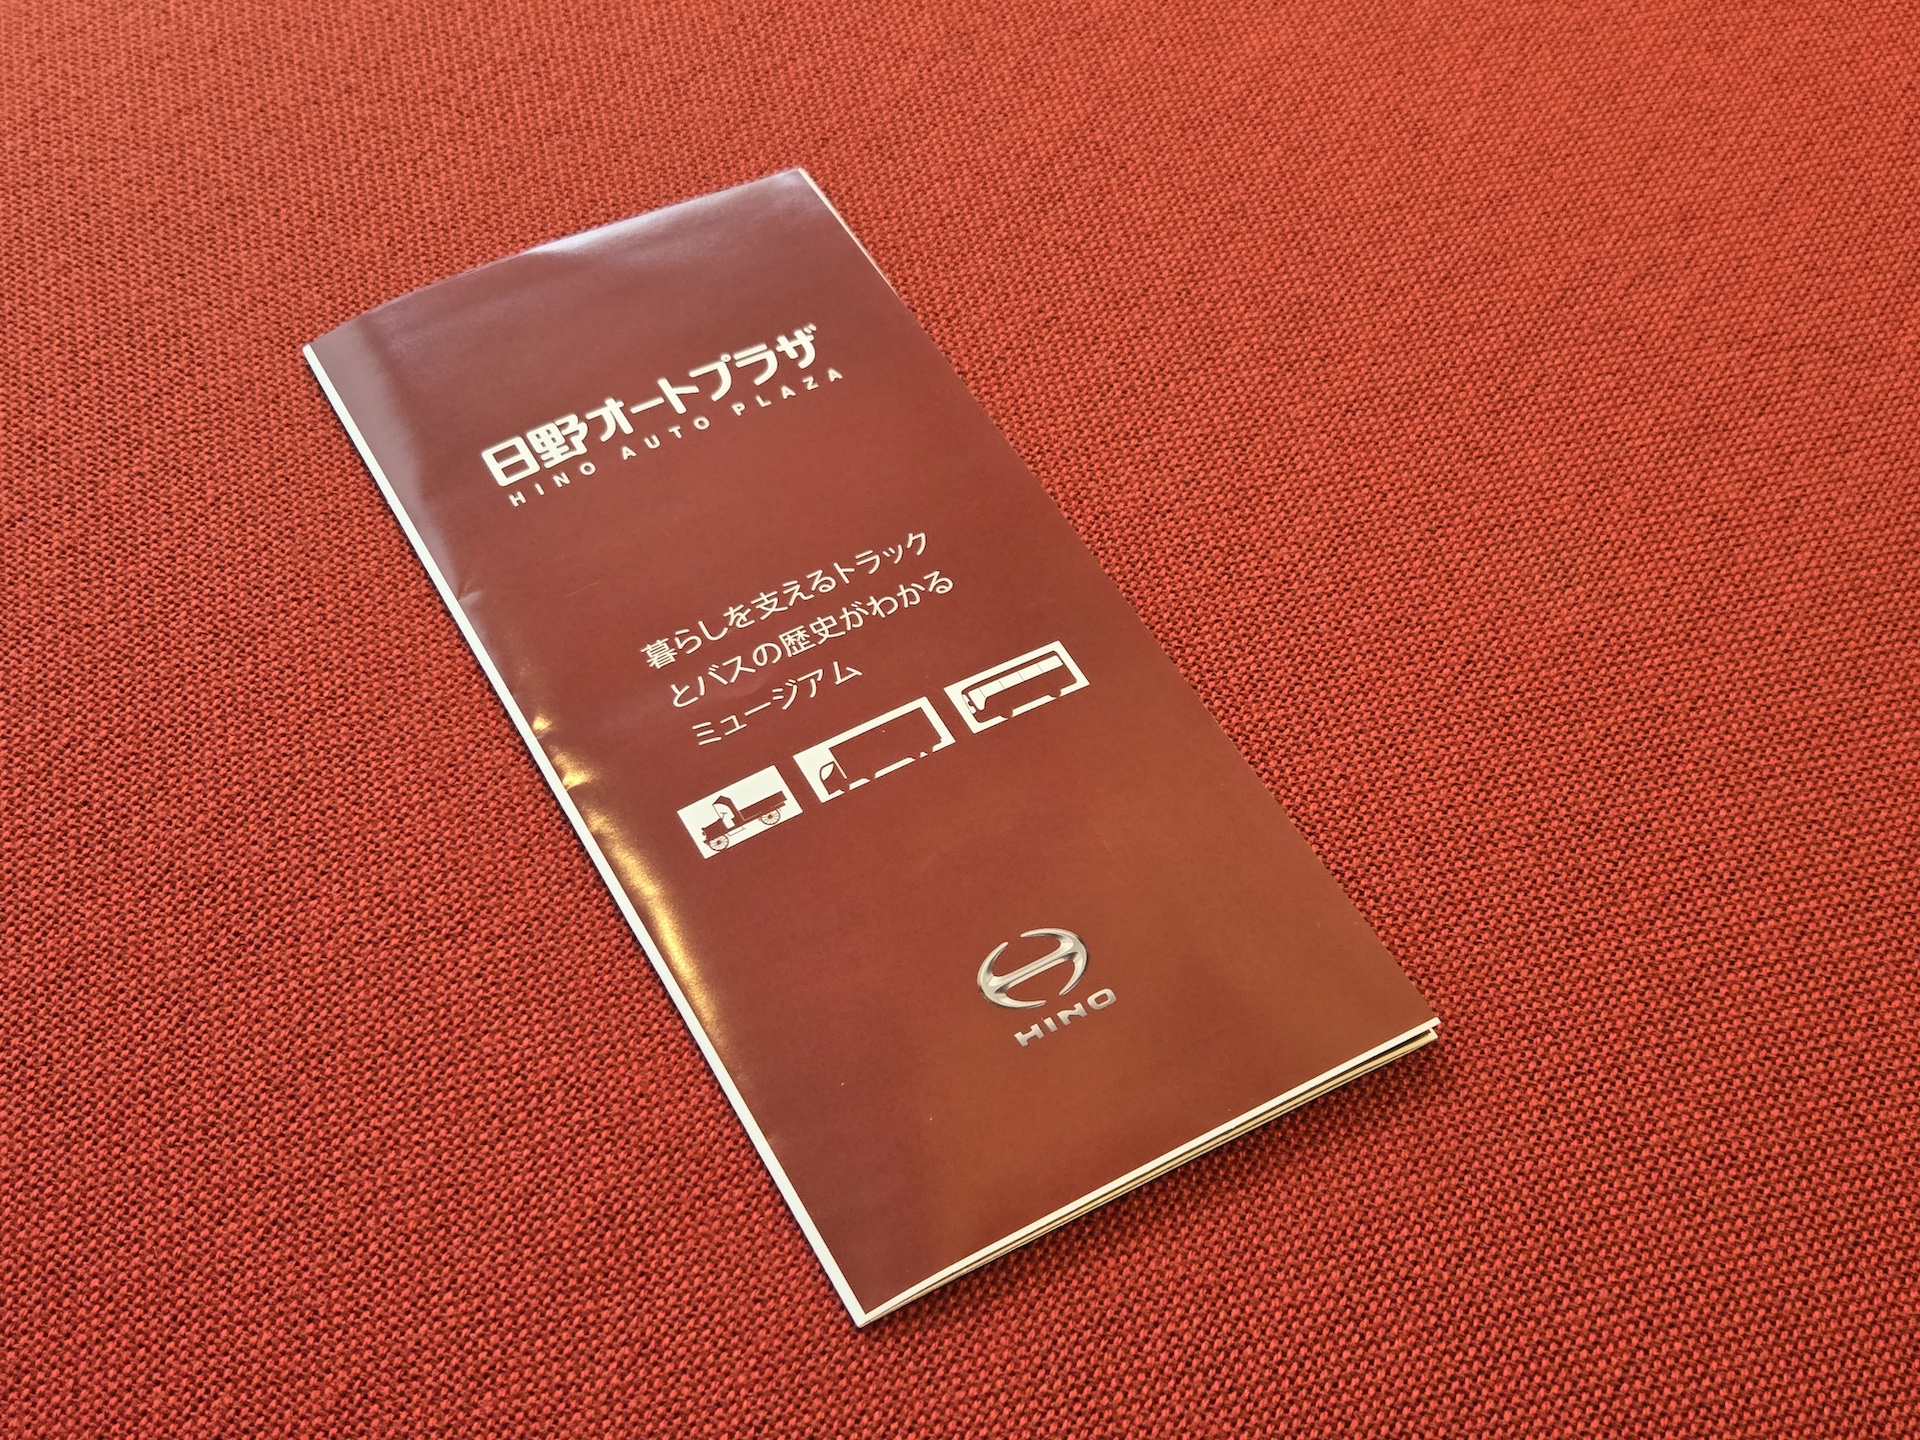 日野オートプラザ
HINO AUTO PLAZA
暮らしを支えるトラック
とバスの歴史がわかる
ミュージアム
HINO